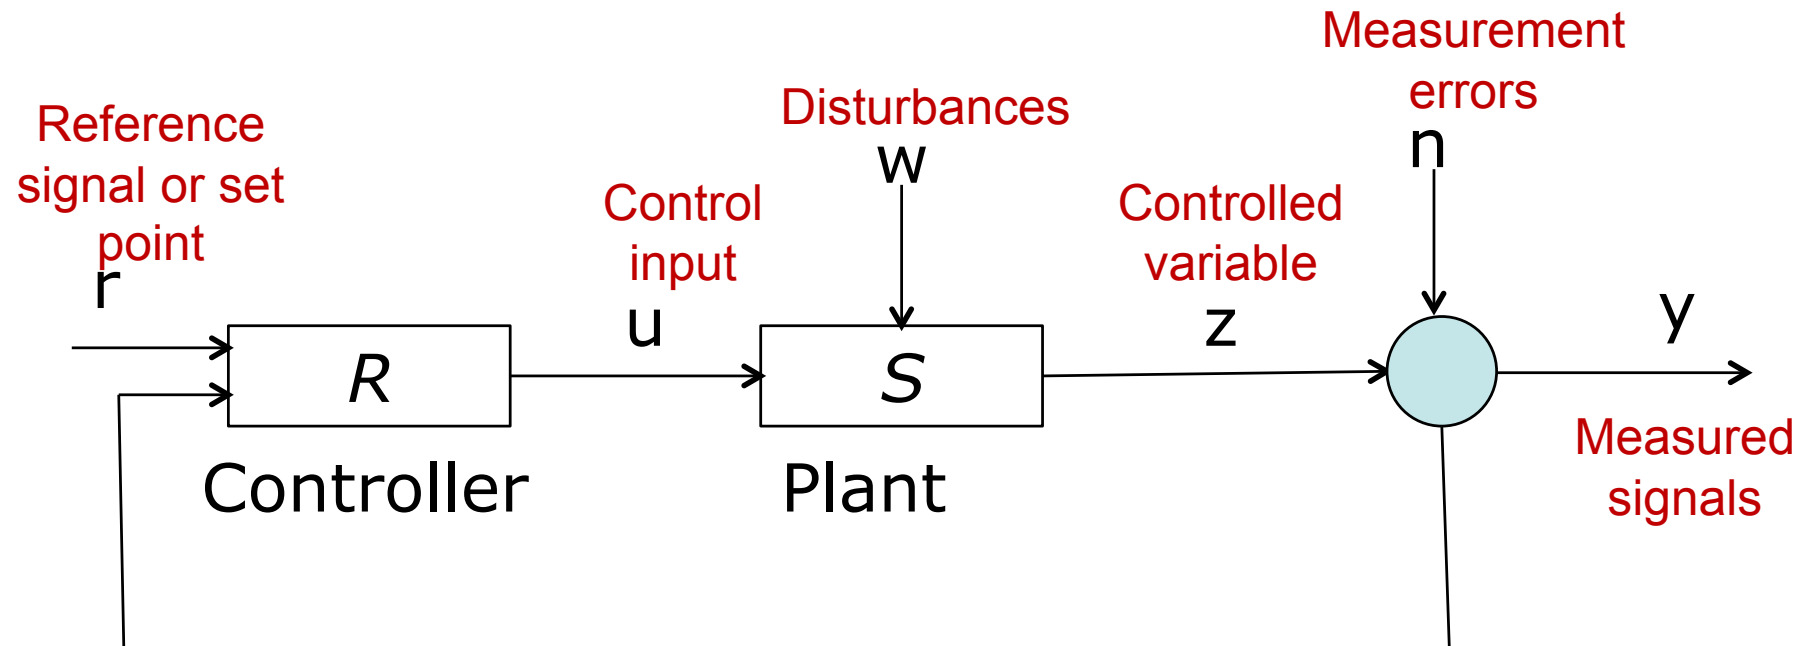 Measurement
errors
n
Disturbances
w
Reference
signal or set
point
r
Control
input
u
Controlled
variable
z
y
R
S
Controller
Plant
Measured
signals